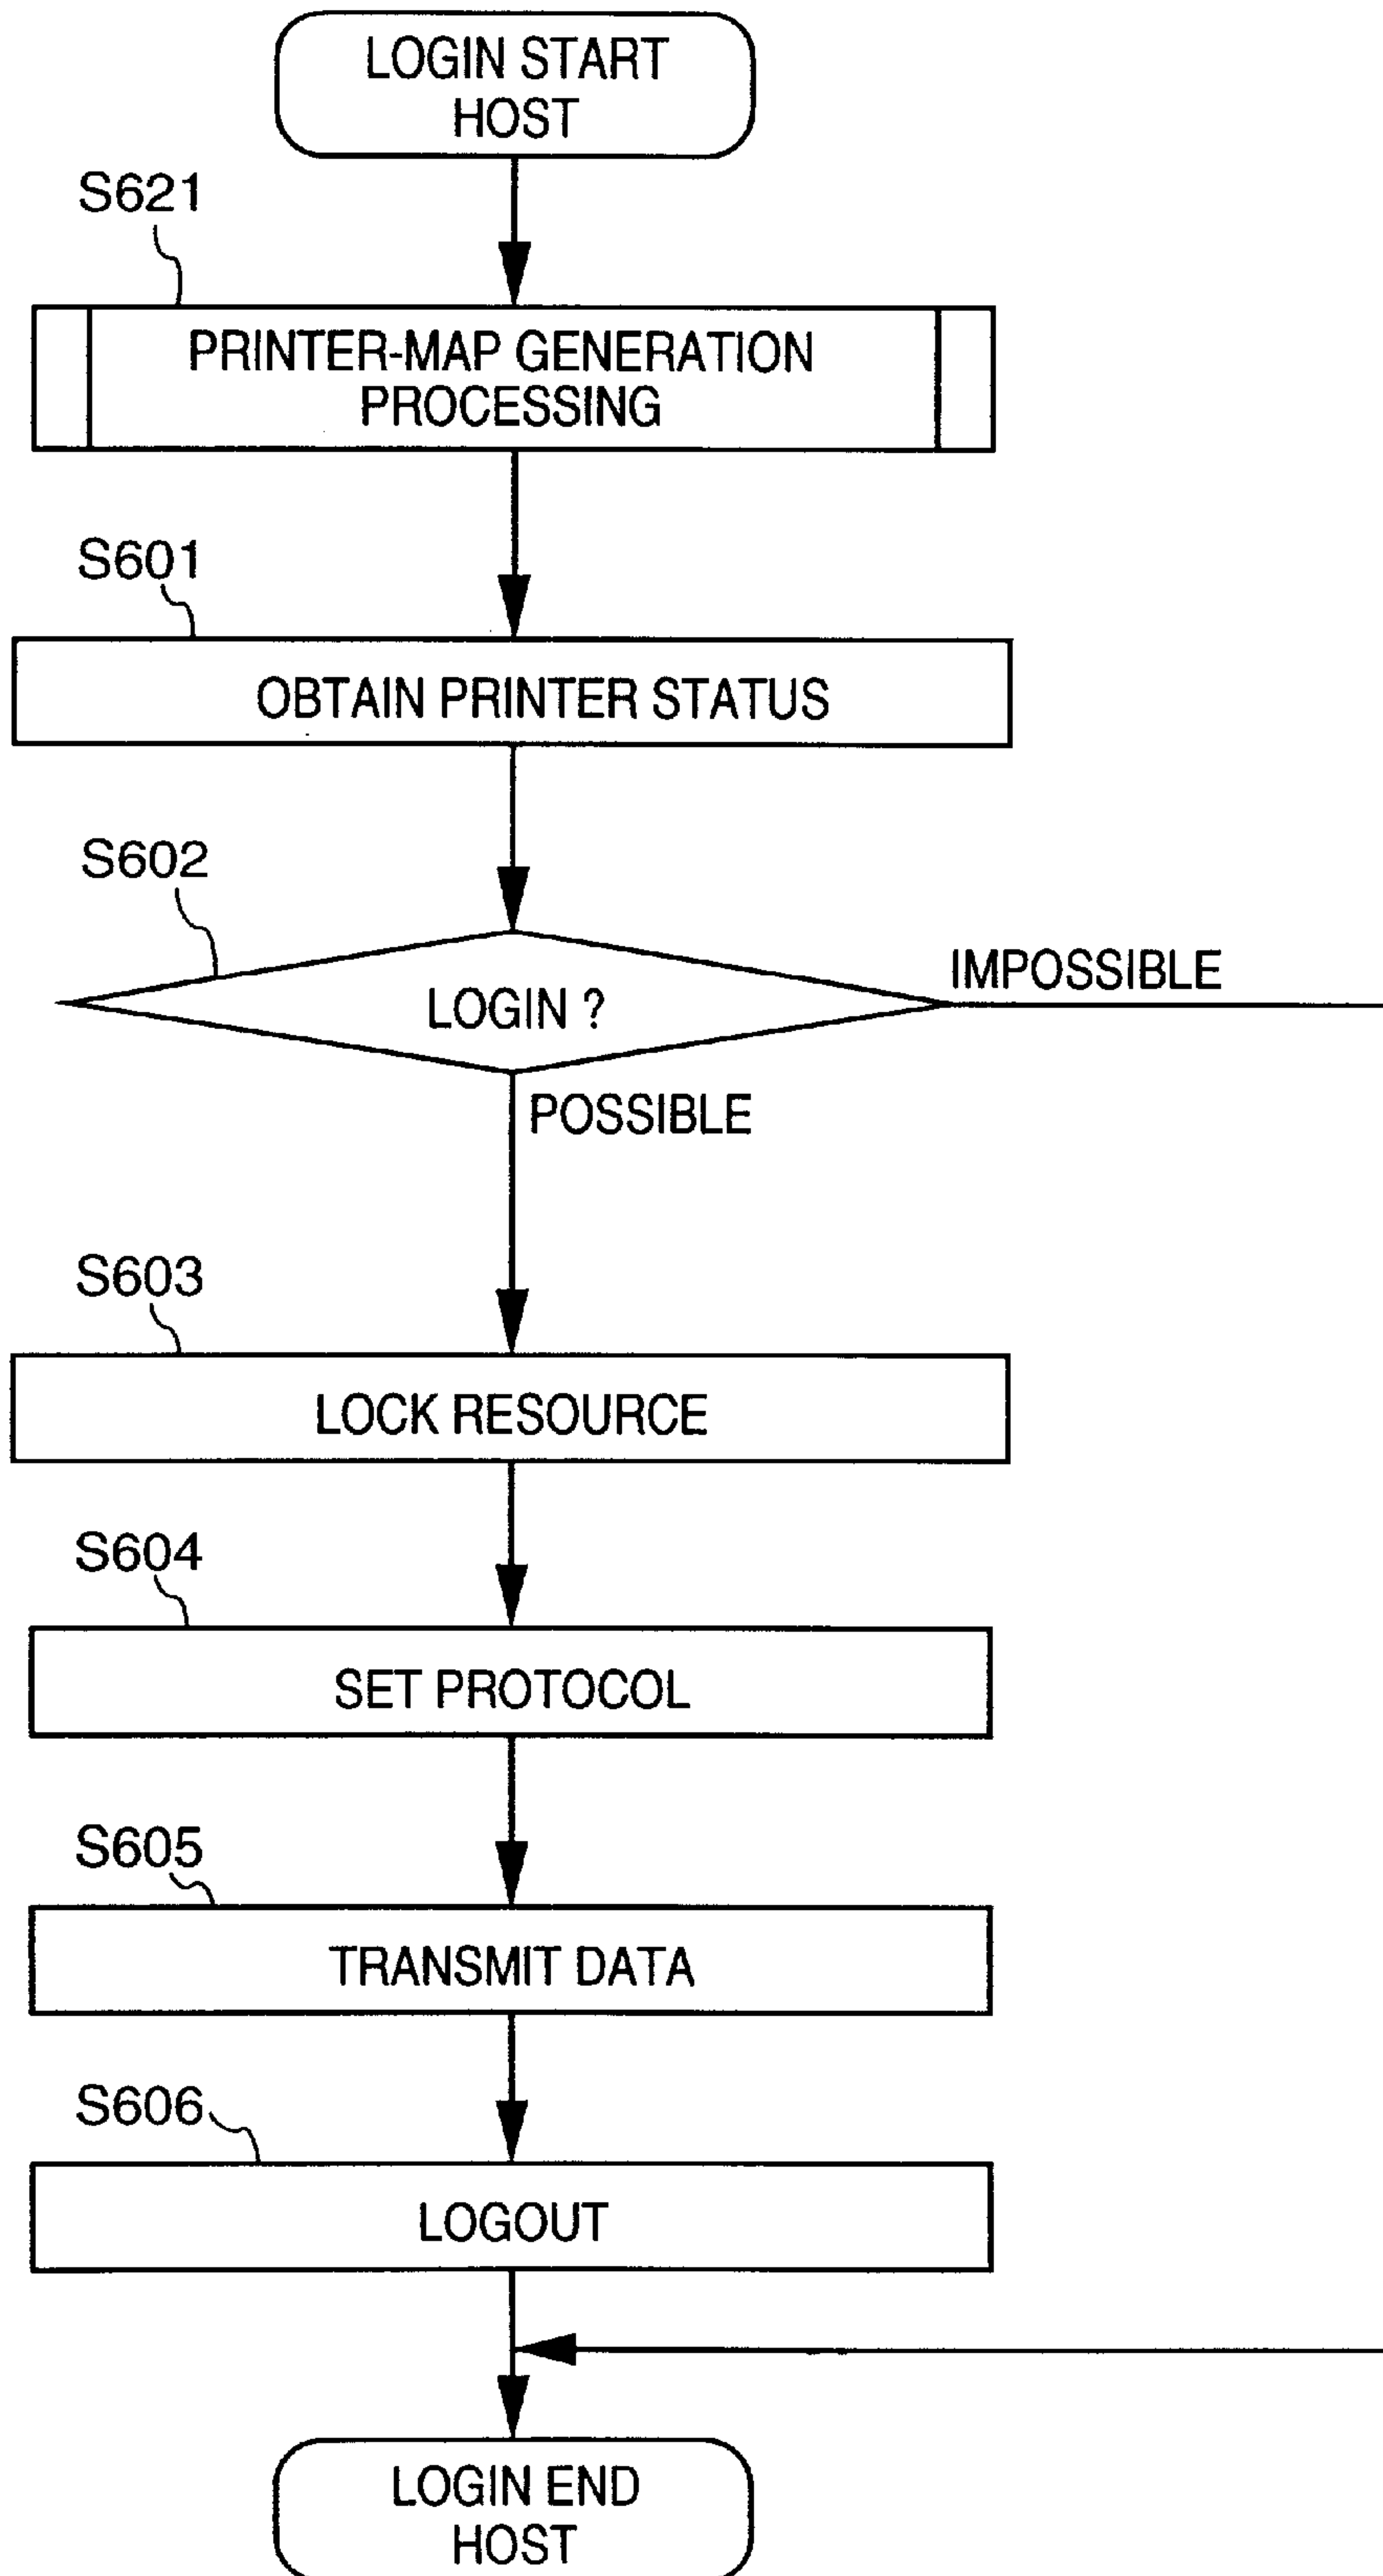 LOGIN START
HOST
S621
PRINTER-MAP GENERATION
PROCESSING
S601
OBTAIN PRINTER STATUS
S602
LOGIN ?
IMPOSSIBLE
POSSIBLE
S603
LOCK RESOURCE
S604
SET PROTOCOL
S605
TRANSMIT DATA
S606
LOGOUT
LOGIN END
HOST